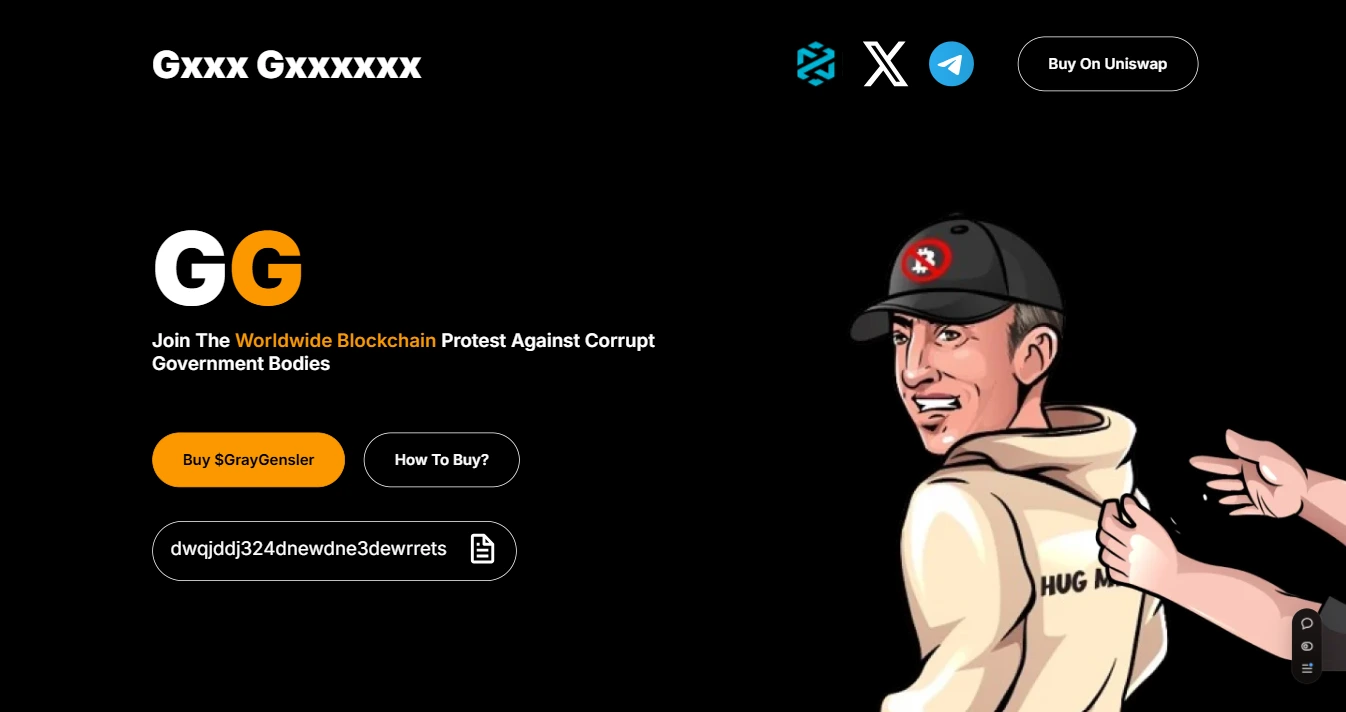 Gxxx Gxxxxxx
Buy On Uniswap
GG
Join The Worldwide Blockchain Protest Against Corrupt
Government Bodies
Buy $GrayGensler
How To Buy?
dwqjddj324dnewdne3dewrrets
HUG M